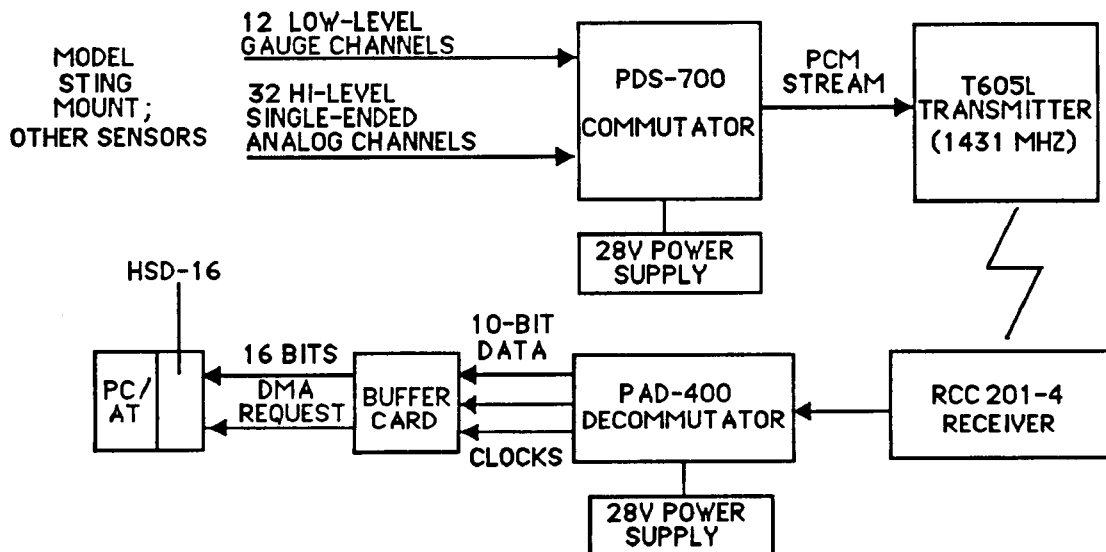 MODEL
STING
MOUNT;
OTHER SENSORS
12 LOW-LEVEL
GAUGE CHANNELS
32 HI-LEVEL
SINGLE-ENDED
ANALOG CHANNELS
PDS-700
COMMUTATOR
PCM
STREAM
T605L
TRANSMITTER
(1431 MHZ)
28V POWER
SUPPLY
HSD-16
PC/
AT
16 BITS
DMA
REQUEST
BUFFER
CARD
10-BIT
DATA
CLOCKS
PAD-400
DECOMMUTATOR
RCC 201-4
RECEIVER
28V POWER
SUPPLY